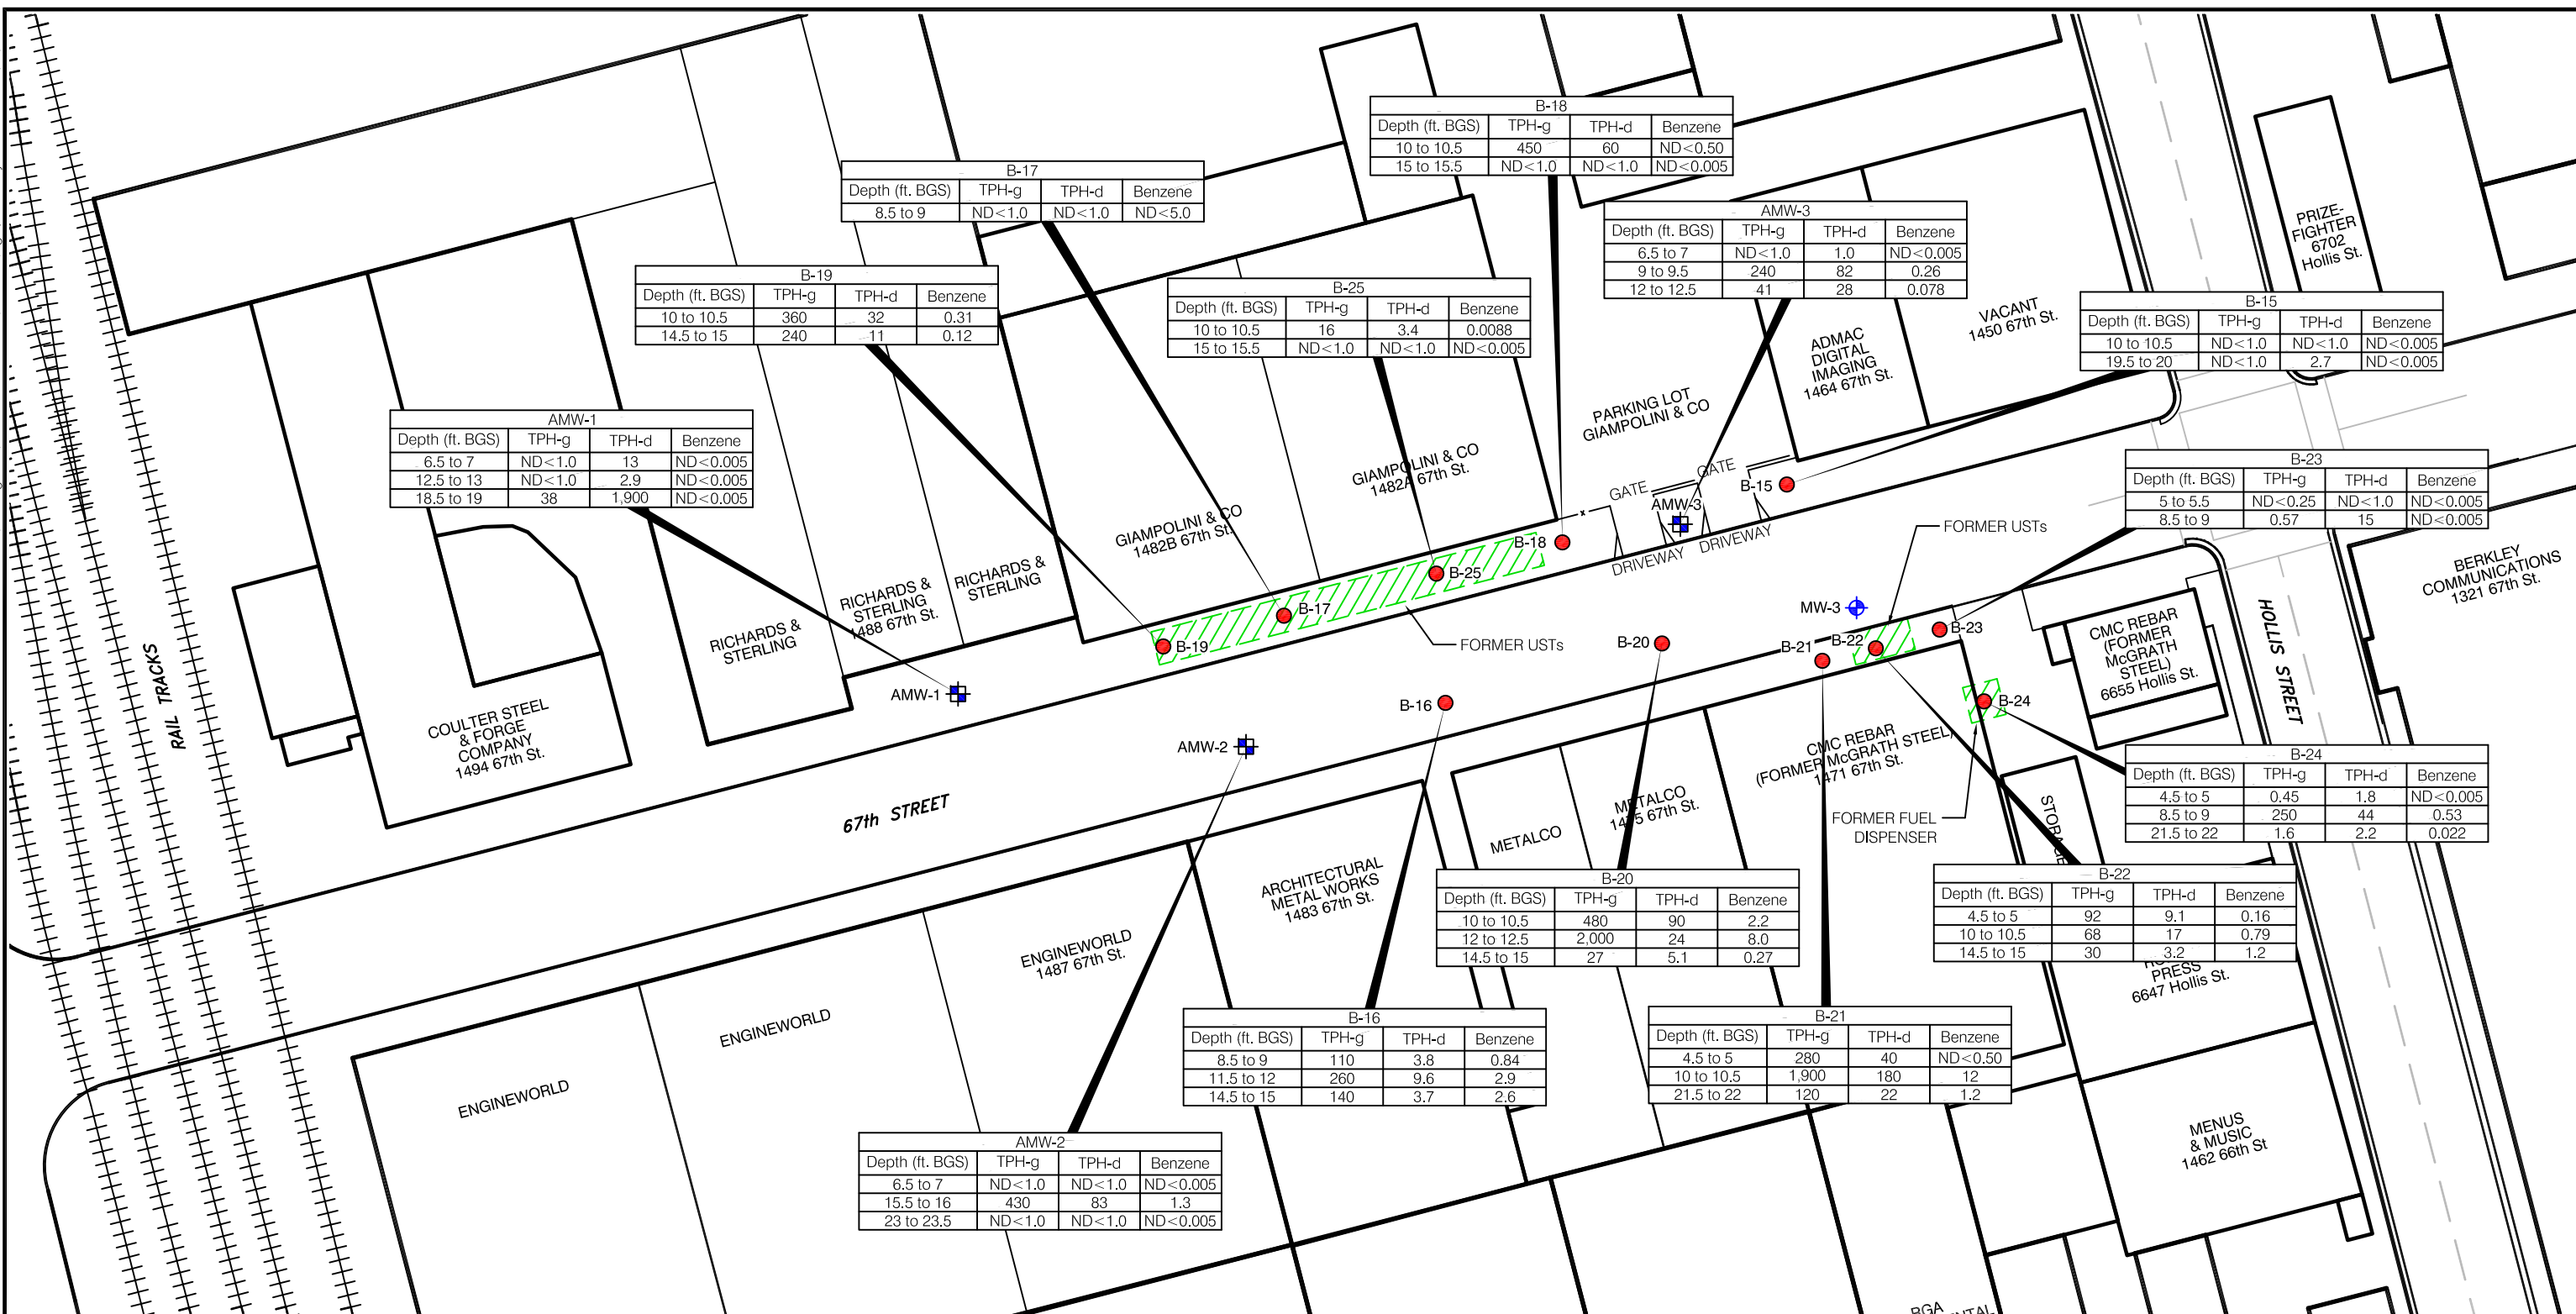 B-18
Depth (ft. BGS) TPH-g TPH-d Benzene
10 to 10.5 450 60 ND<0.50
15 to 15.5 ND<1.0 ND<1.0 ND<0.005
B-17
Depth (ft. BGS) TPH-g TPH-d Benzene
8.5 to 9 ND<1.0 ND<1.0 ND<5.0
AMW-3
Depth (ft. BGS) TPH-g TPH-d Benzene
6.5 to 7 ND<1.0 1.0 ND<0.005
9 to 9.5 240 82 0.26
12 to 12.5 41 28 0.078
PRIZE-
FIGHTER
6702
Hollis St.
B-19
Depth (ft. BGS) TPH-g TPH-d Benzene
10 to 10.5 360 32 0.31
14.5 to 15 240 11 0.12
B-25
Depth (ft. BGS) TPH-g TPH-d Benzene
10 to 10.5 16 3.4 0.0088
15 to 15.5 ND<1.0 ND<1.0 ND<0.005
VACANT
1450 67th St.
B-15
Depth (ft. BGS) TPH-g TPH-d Benzene
10 to 10.5 ND<1.0 ND<1.0 ND<0.005
19.5 to 20 ND<1.0 2.7 ND<0.005
ADMAC
DIGITAL
IMAGING
1464 67th St.
PARKING LOT
GIAMPOLINI & CO
AMW-1
Depth (ft. BGS) TPH-g TPH-d Benzene
6.5 to 7 ND<1.0 13 ND<0.005
12.5 to 13 ND<1.0 2.9 ND<0.005
18.5 to 19 38 1,900 ND<0.005
GIAMPOLINI & CO
1482A 67th St.
GIAMPOLINI & CO
1482B 67th St.
GATE
GATE
B-15
AMW-3
B-23
Depth (ft. BGS) TPH-g TPH-d Benzene
5 to 5.5 ND<0.25 ND<1.0 ND<0.005
8.5 to 9 0.57 15 ND<0.005
FORMER USTs
B-18
DRIVEWAY
DRIVEWAY
B-25
BERKLEY
COMMUNICATIONS
1321 67th St.
RICHARDS &
STERLING
RICHARDS &
STERLING
1488 67th St.
RICHARDS &
STERLING
B-17
B-19
FORMER USTs
MW-3
B-20
B-21
B-22
B-23
CMC REBAR
(FORMER
McGRATH
STEEL)
6655 Hollis St.
HOLLIS STREET
RAIL TRACKS
AMW-1
B-16
B-24
AMW-2
COULTER STEEL
& FORGE
COMPANY
1494 67th St.
67th STREET
CMC REBAR
(FORMER McGRATH STEEL)
1471 67th St.
B-24
Depth (ft. BGS) TPH-g TPH-d Benzene
4.5 to 5 0.45 1.8 ND<0.005
8.5 to 9 250 44 0.53
21.5 to 22 1.6 2.2 0.022
METALCO
1475 67th St.
METALCO
FORMER FUEL
DISPENSER
STORAGE
ARCHITECTURAL
METAL WORKS
1483 67th St.
B-20
Depth (ft. BGS) TPH-g TPH-d Benzene
10 to 10.5 480 90 2.2
12 to 12.5 2,000 24 8.0
14.5 to 15 27 5.1 0.27
B-22
Depth (ft. BGS) TPH-g TPH-d Benzene
4.5 to 5 92 9.1 0.16
10 to 10.5 68 17 0.79
14.5 to 15 30 3.2 1.2
PRESS
6647 Hollis St.
ENGINEWORLD
1487 67th St.
ENGINEWORLD
ENGINEWORLD
B-16
Depth (ft. BGS) TPH-g TPH-d Benzene
8.5 to 9 110 3.8 0.84
11.5 to 12 260 9.6 2.9
14.5 to 15 140 3.7 2.6
B-21
Depth (ft. BGS) TPH-g TPH-d Benzene
4.5 to 5 280 40 ND<0.50
10 to 10.5 1,900 180 12
21.5 to 22 120 22 1.2
MENUS
& MUSIC
1462 66th St
AMW-2
Depth (ft. BGS) TPH-g TPH-d Benzene
6.5 to 7 ND<1.0 ND<1.0 ND<0.005
15.5 to 16 430 83 1.3
23 to 23.5 ND<1.0 ND<1.0 ND<0.005